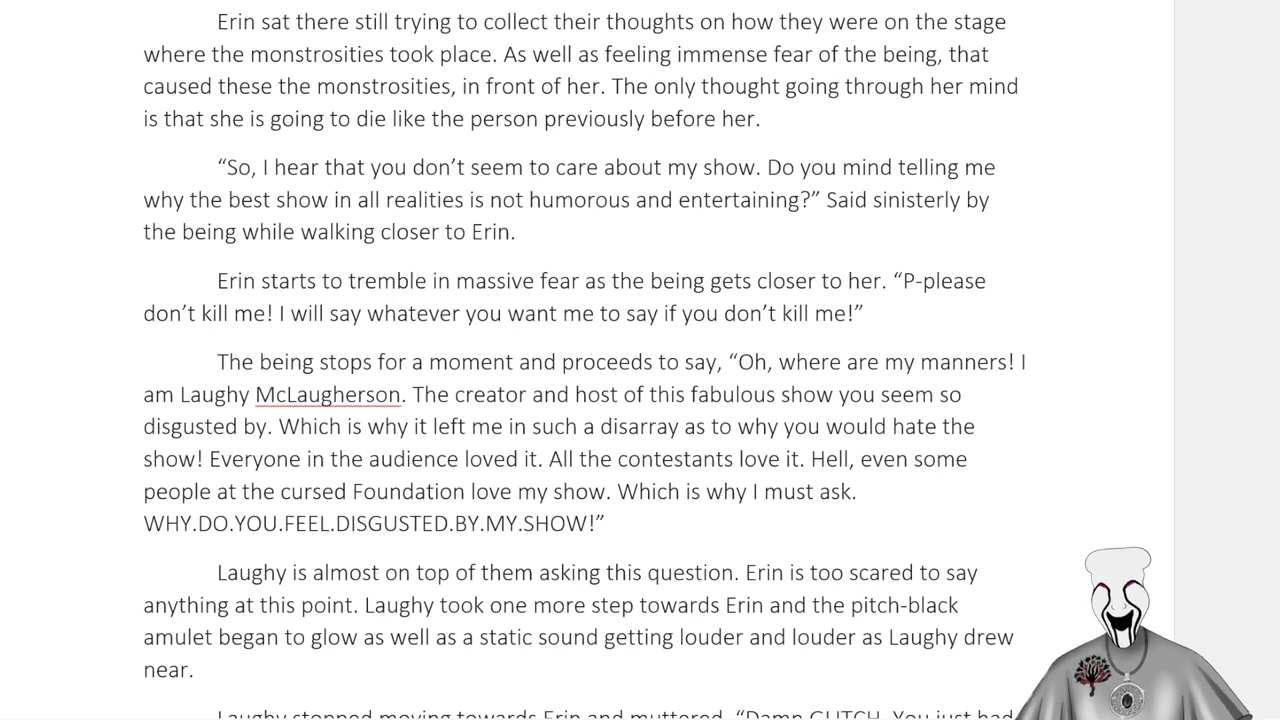 Erin sat there still trying to collect their thoughts on how they were on the stage
where the monstrosities took place. As well as feeling immense fear of the being, that
caused these the monstrosities, in front of her. The only thought going through her mind
is that she is going to die like the person previously before her.
“So, I hear that you don’t seem to care about my show. Do you mind telling me
why the best show in all realities is not humorous and entertaining?” Said sinisterly by
the being while walking closer to Erin.
Erin starts to tremble in massive fear as the being gets closer to her. “P-please
don’t kill me! I will say whatever you want me to say if you don’t kill me!”
The being stops for a moment and proceeds to say, “Oh, where are my manners! I
am Laughy McLaugherson. The creator and host of this fabulous show you seem so
disgusted by. Which is why it left me in such a disarray as to why you would hate the
show! Everyone in the audience loved it. All the contestants love it. Hell, even some
people at the cursed Foundation love my show. Which is why I must ask.
WHY.DO.YOU.FEEL.DISGUSTED.BY.MY.SHOW!”
Laughy is almost on top of them asking this question. Erin is too scared to say
anything at this point. Laughy took one more step towards Erin and the pitch-black
amulet began to glow as well as a static sound getting louder and louder as Laughy drew
near.
Laughy stopped moving towards Erin and muttered, “Damn GLITCH. You just had